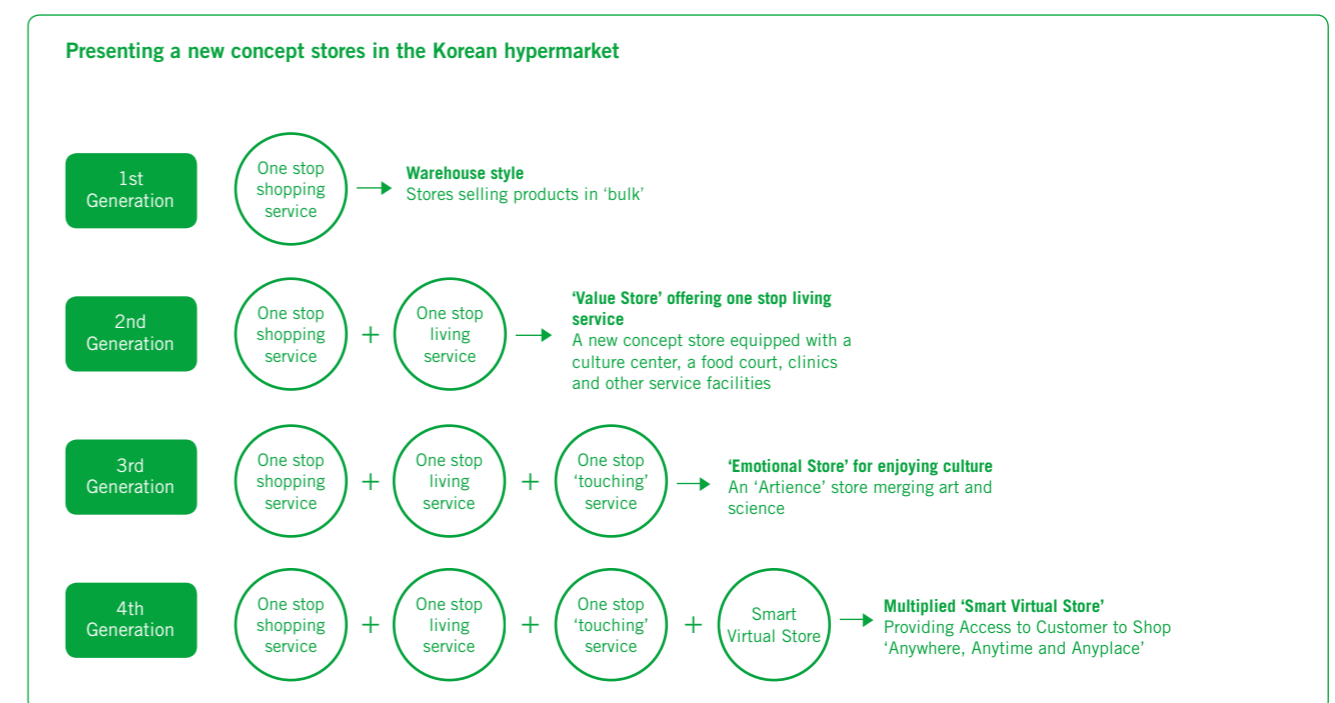 Presenting a new concept stores in the Korean hypermarket
1st
Generation
One stop
shopping
service
Warehouse style
Stores selling products in ‘bulk’
2nd
Generation
One stop
shopping
service
+
One stop
living
service
‘Value Store’ offering one stop living
service
A new concept store equipped with a
culture center, a food court, clinics
and other service facilities
3rd
Generation
One stop
shopping
service
+
One stop
living
service
+
One stop
‘touching’
service
‘Emotional Store’ for enjoying culture
An ‘Artience’ store merging art and
science
4th
Generation
One stop
shopping
service
+
One stop
living
service
+
One stop
‘touching’
service
+
Smart
Virtual Store
Multiplied ‘Smart Virtual Store’
Providing Access to Customer to Shop
‘Anywhere, Anytime and Anyplace’